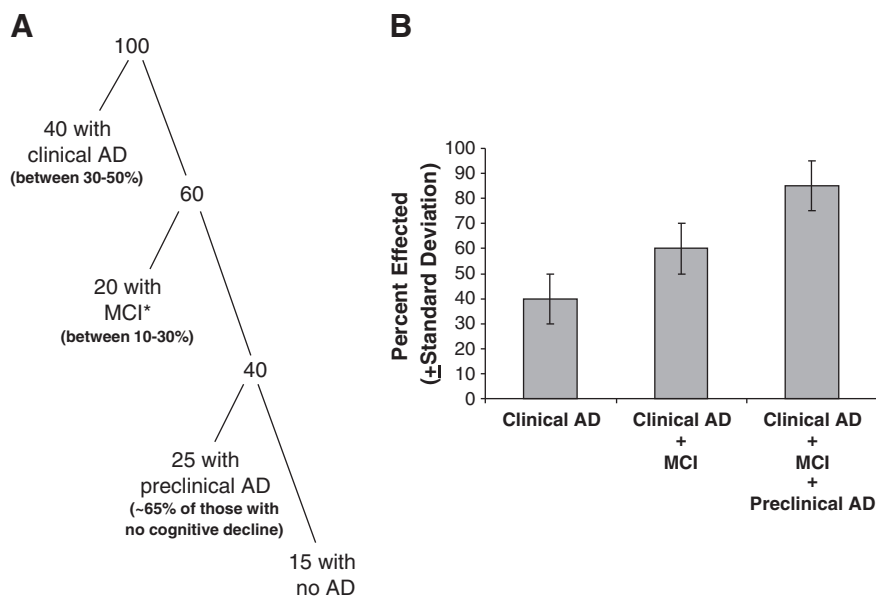 A
100
40 with
clinical AD
(between 30-50%)
60
20 with
MCI*
(between 10-30%)
40
25 with
preclinical AD
(~65% of those with
no cognitive decline)
15 with
no AD
B
Percent Effected
(±Standard Deviation)
100
90
80
70
60
50
40
30
20
10
0
Clinical AD
Clinical AD
+
MCI
Clinical AD
+
MCI
+
Preclinical AD